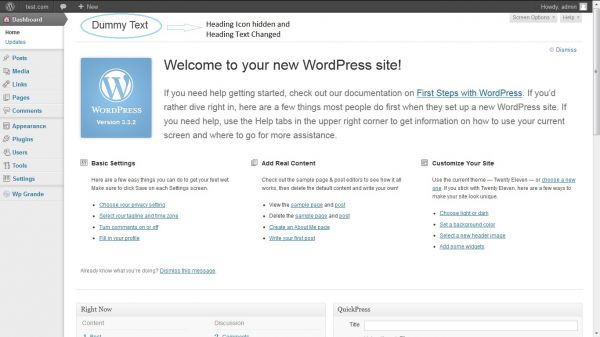 test.com + New Howdy, admin
Dashboard
Home
Updates
Posts
Media
Links
Pages
Comments
Appearance
Plugins
Users
Tools
Settings
Wp Grande
Screen Options Help
Dummy Text
Heading Icon hidden and
Heading Text Changed
Dismiss
WORDPRESS
Version 3.3.2
Welcome to your new WordPress site!
If you need help getting started, check out our documentation on First Steps with WordPress. If you'd
rather dive right in, here are a few things most people do first when they set up a new WordPress site. If
you need help, use the Help tabs in the upper right corner to get information on how to use your current
screen and where to go for more assistance.
Basic Settings
Here are a few easy things you can do to get your feet wet.
Make sure to click Save on each Settings screen.
Choose your privacy setting
Select your tagline and time zone
Turn comments on or off
Fill in your profile
Add Real Content
Check out the sample page & post editors to see how it all
works, then delete the default content and write your own!
View the sample page and post
Delete the sample page and post
Create an About Me page
Write your first post
Customize Your Site
Use the current theme — Twenty Eleven — or choose a new
one. If you stick with Twenty Eleven, here are a few ways to
make your site look unique.
Choose light or dark
Set a background color
Select a new header image
Add some widgets
Already know what you're doing? Dismiss this message.
Right Now
Content Discussion
1 Post 2 Comments
QuickPress
Title